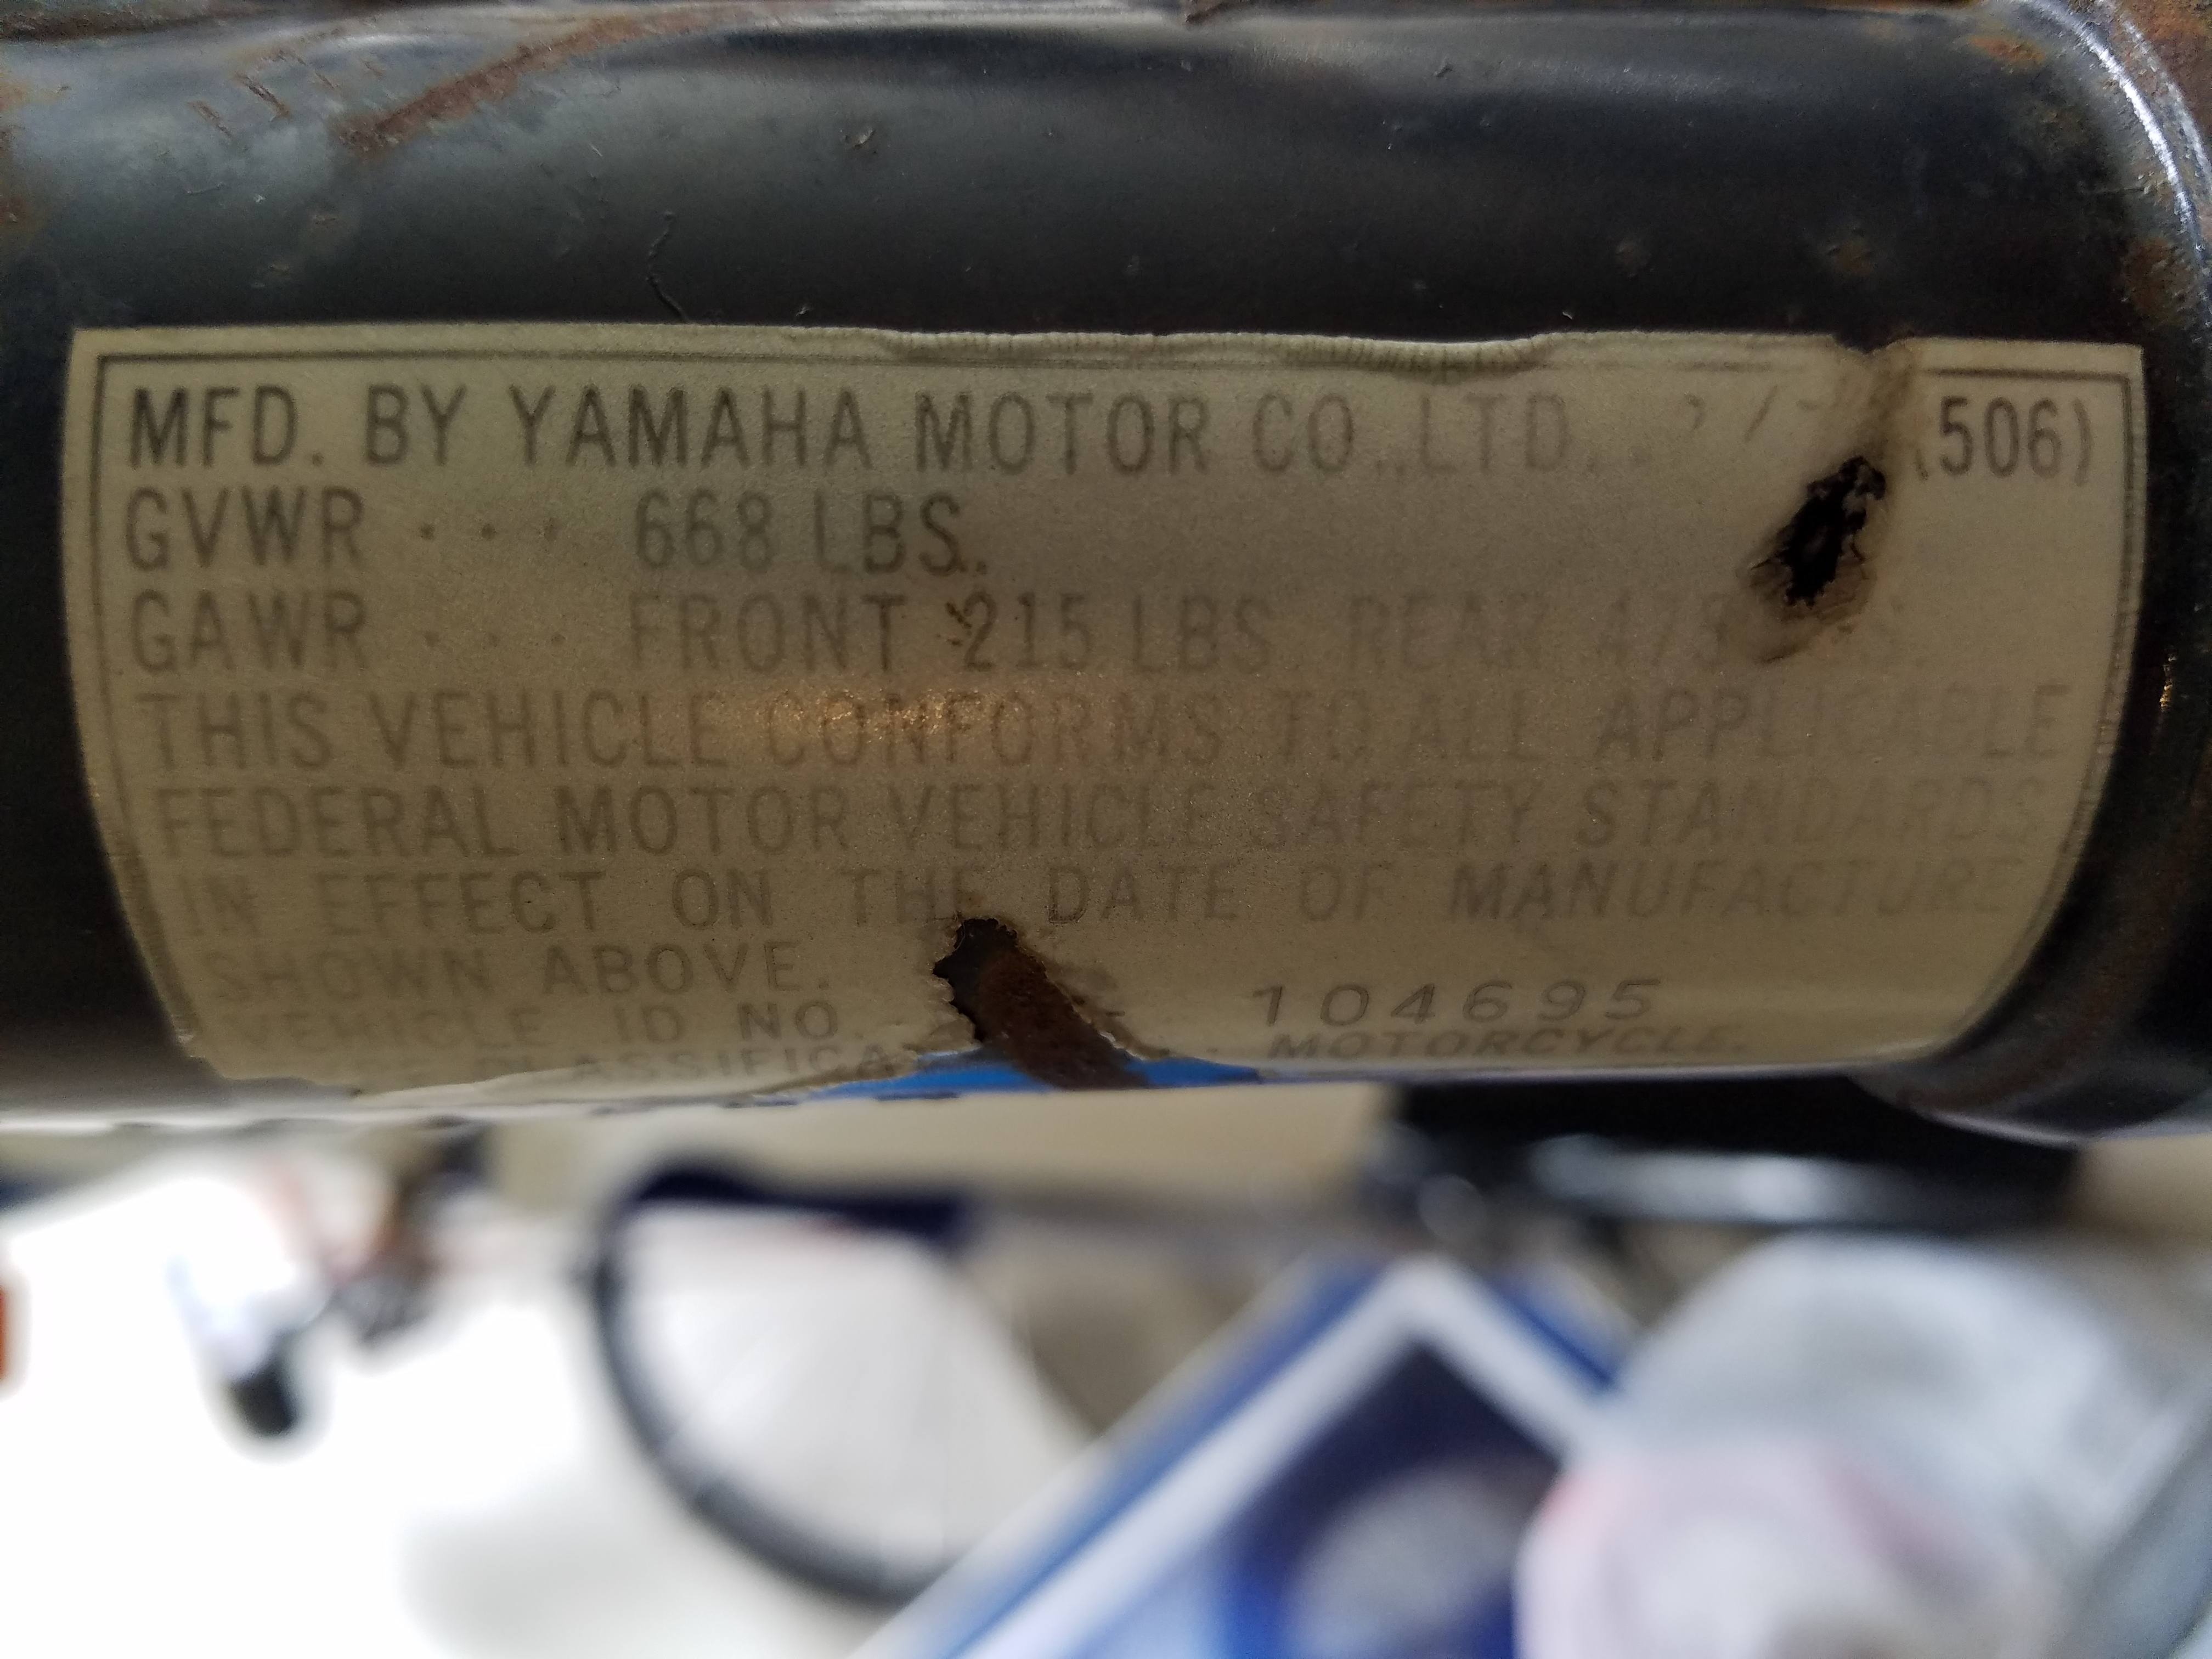 MFD. BY YAMAHA MOTOR CO.,LTD. (506)
GVWR ··· 668 LBS.
GAWR ··· FRONT 215 LBS. REAR
THIS VEHICLE CONFORMS TO ALL APPLICABLE
FEDERAL MOTOR VEHICLE SAFETY STANDARDS
IN EFFECT ON THE DATE OF MANUFACTURE
SHOWN ABOVE.
VEHICLE ID NO. - 104695
MOTORCYCLE.